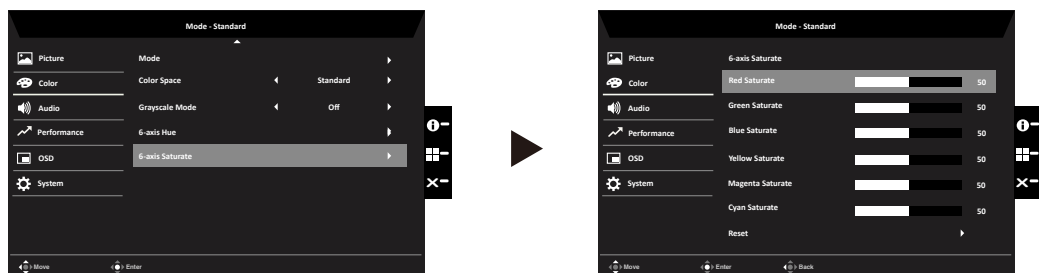 Mode - Standard
Picture
Mode
Color
Color Space
Standard
Audio
Grayscale Mode
Off
Performance
6-axis Hue
OSD
6-axis Saturate
System
Move
Enter
Mode - Standard
Picture
6-axis Saturate
Color
Red Saturate
50
Audio
Green Saturate
50
Performance
Blue Saturate
50
OSD
Yellow Saturate
50
System
Magenta Saturate
50
Cyan Saturate
50
Reset
Move
Enter
Back